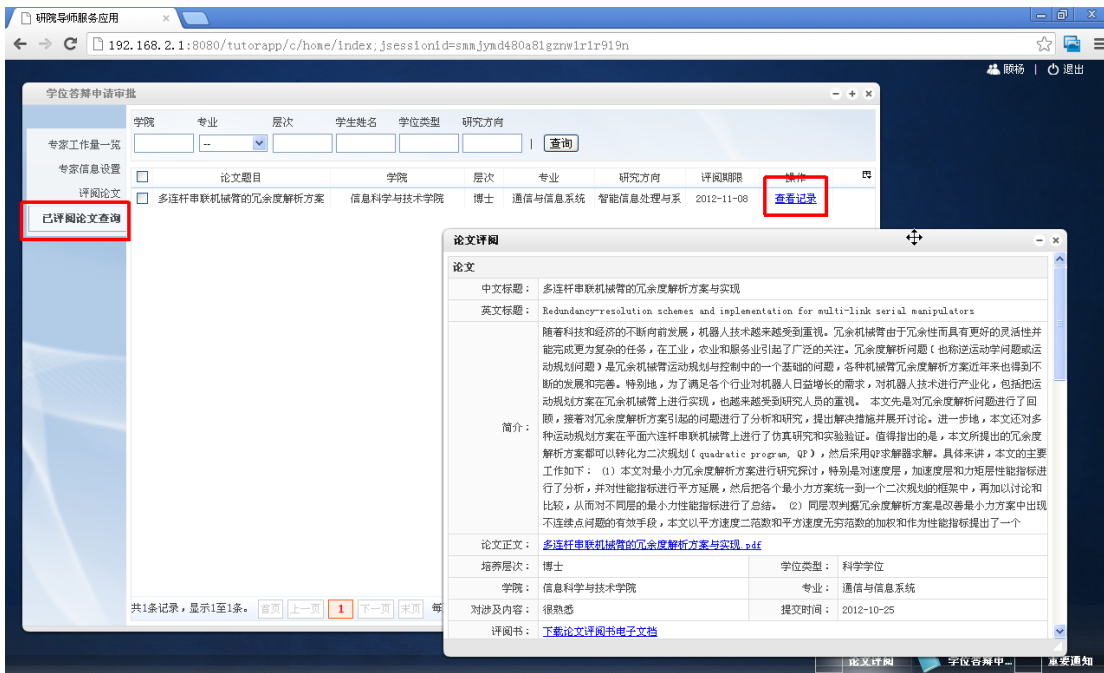 研院导师服务应用
192.168.2.1:8080/tutorapp/c/home/index;jsessionid=smmjymd480a81gznw1r1r919n
顾杨 | 退出
学位答辩申请审批
学院 专业 层次 学生姓名 学位类型 研究方向
-- | 查询
专家工作量一览
专家信息设置
评阅论文
已评阅论文查询
论文题目 学院 层次 专业 研究方向 评阅期限 操作
多连杆串联机械臂的冗余度解析方案 信息科学与技术学院 博士 通信与信息系统 智能信息处理与系 2012-11-08 查看记录
论文评阅
论文
中文标题: 多连杆串联机械臂的冗余度解析方案与实现
英文标题: Redundancy-resolution schemes and implementation for multi-link serial manipulators
简介:
随着科技和经济的不断向前发展,机器人技术越来越受到重视。冗余机械臂由于冗余性而具有更好的灵活性并
能完成更为复杂的任务,在工业,农业和服务业引起了广泛的关注。冗余度解析问题(也称逆运动学问题或运
动规划问题)是冗余机械臂运动规划与控制中的一个基础的问题,各种机械臂冗余度解析方案近年来也得到不
断的发展和完善。特别地,为了满足各个行业对机器人日益增长的需求,对机器人技术进行产业化,包括把运
动规划方案在冗余机械臂上进行实现,也越来越受到研究人员的重视。 本文先是对冗余度解析问题进行了回
顾,接着对冗余度解析方案引起的问题进行了分析和研究,提出解决措施并展开讨论。进一步地,本文还对多
种运动规划方案在平面六连杆串联机械臂上进行了仿真研究和实验验证。值得指出的是,本文所提出的冗余度
解析方案都可以转化为二次规划(quadratic program, QP),然后采用QP求解器求解。具体来讲,本文的主要
工作如下: (1) 本文对最小力冗余度解析方案进行研究探讨,特别是对速度层,加速度层和力矩层性能指标进
行了分析,并对性能指标进行平方延展,然后把各个最小力方案统一到一个二次规划的框架中,再加以讨论和
比较,从而对不同层的最小力性能指标进行了总结。 (2) 同层双判据冗余度解析方案是改善最小力方案中出现
不连续点问题的有效手段,本文以平方速度二范数和平方速度无穷范数的加权和作为性能指标提出了一个
论文正文: 多连杆串联机械臂的冗余度解析方案与实现.pdf
培养层次: 博士 学位类型: 科学学位
学院: 信息科学与技术学院 专业: 通信与信息系统
对涉及内容: 很熟悉 提交时间: 2012-10-25
评阅书: 下载论文评阅书电子文档
共1条记录,显示1至1条。 首页 上一页 1 下一页 末页 每
论文评阅 学位答辩申... 重要通知